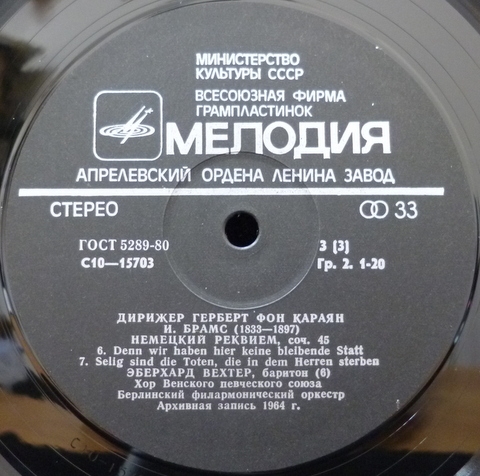 МИНИСТЕРСТВО
КУЛЬТУРЫ СССР
ВСЕСОЮЗНАЯ ФИРМА
ГРАМПЛАСТИНОК
МЕЛОДИЯ
АПРЕЛЕВСКИЙ ОРДЕНА ЛЕНИНА ЗАВОД
СТЕРЕО 33
ГОСТ 5289-80 3 (3)
С10—15703 Гр. 2. 1-20
ДИРИЖЕР ГЕРБЕРТ ФОН КАРАЯН
И. БРАМС (1833—1897)
НЕМЕЦКИЙ РЕКВИЕМ, соч. 45
6. Denn wir haben hier keine bleibende Statt
7. Selig sind die Toten, die in dem Herren sterben
ЭБЕРХАРД ВЕХТЕР, баритон (6)
Хор Венского певческого союза
Берлинский филармонический оркестр
Архивная запись 1964 г.